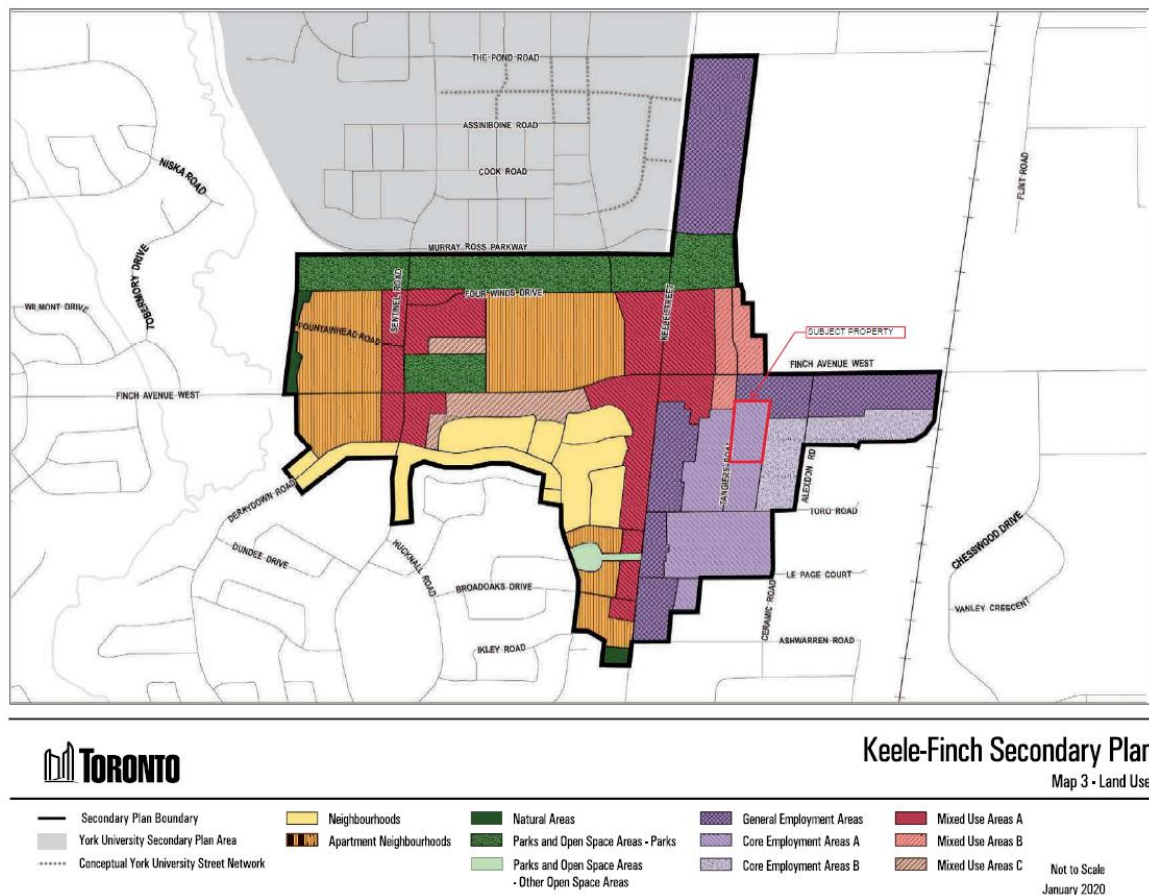 THE POND ROAD
ASSINIBOINE ROAD
COOK ROAD
NISKA ROAD
FLINT ROAD
TOBERMORY DRIVE
MURRAY ROSS PARKWAY
SENTINEL ROAD
FOUR WINDS DRIVE
KEELE STREET
WILMONT DRIVE
FOUNTAINHEAD ROAD
SUBJECT PROPERTY
FINCH AVENUE WEST
FINCH AVENUE WEST
TANGIERS ROAD
ALEXDON RD
DERRYDOWN ROAD
TORO ROAD
CHESSWOOD DRIVE
DUNDEE DRIVE
HUCKNALL ROAD
BROADOAKS DRIVE
LE PAGE COURT
CERAMIC ROAD
VANLEY CRESCENT
IKLEY ROAD
ASHWARREN ROAD
TORONTO
Keele-Finch Secondary Plan
Map 3 - Land Use
Secondary Plan Boundary
York University Secondary Plan Area
Conceptual York University Street Network
Neighbourhoods
Apartment Neighbourhoods
Natural Areas
Parks and Open Space Areas - Parks
Parks and Open Space Areas
- Other Open Space Areas
General Employment Areas
Core Employment Areas A
Core Employment Areas B
Mixed Use Areas A
Mixed Use Areas B
Mixed Use Areas C
Not to Scale
January 2020